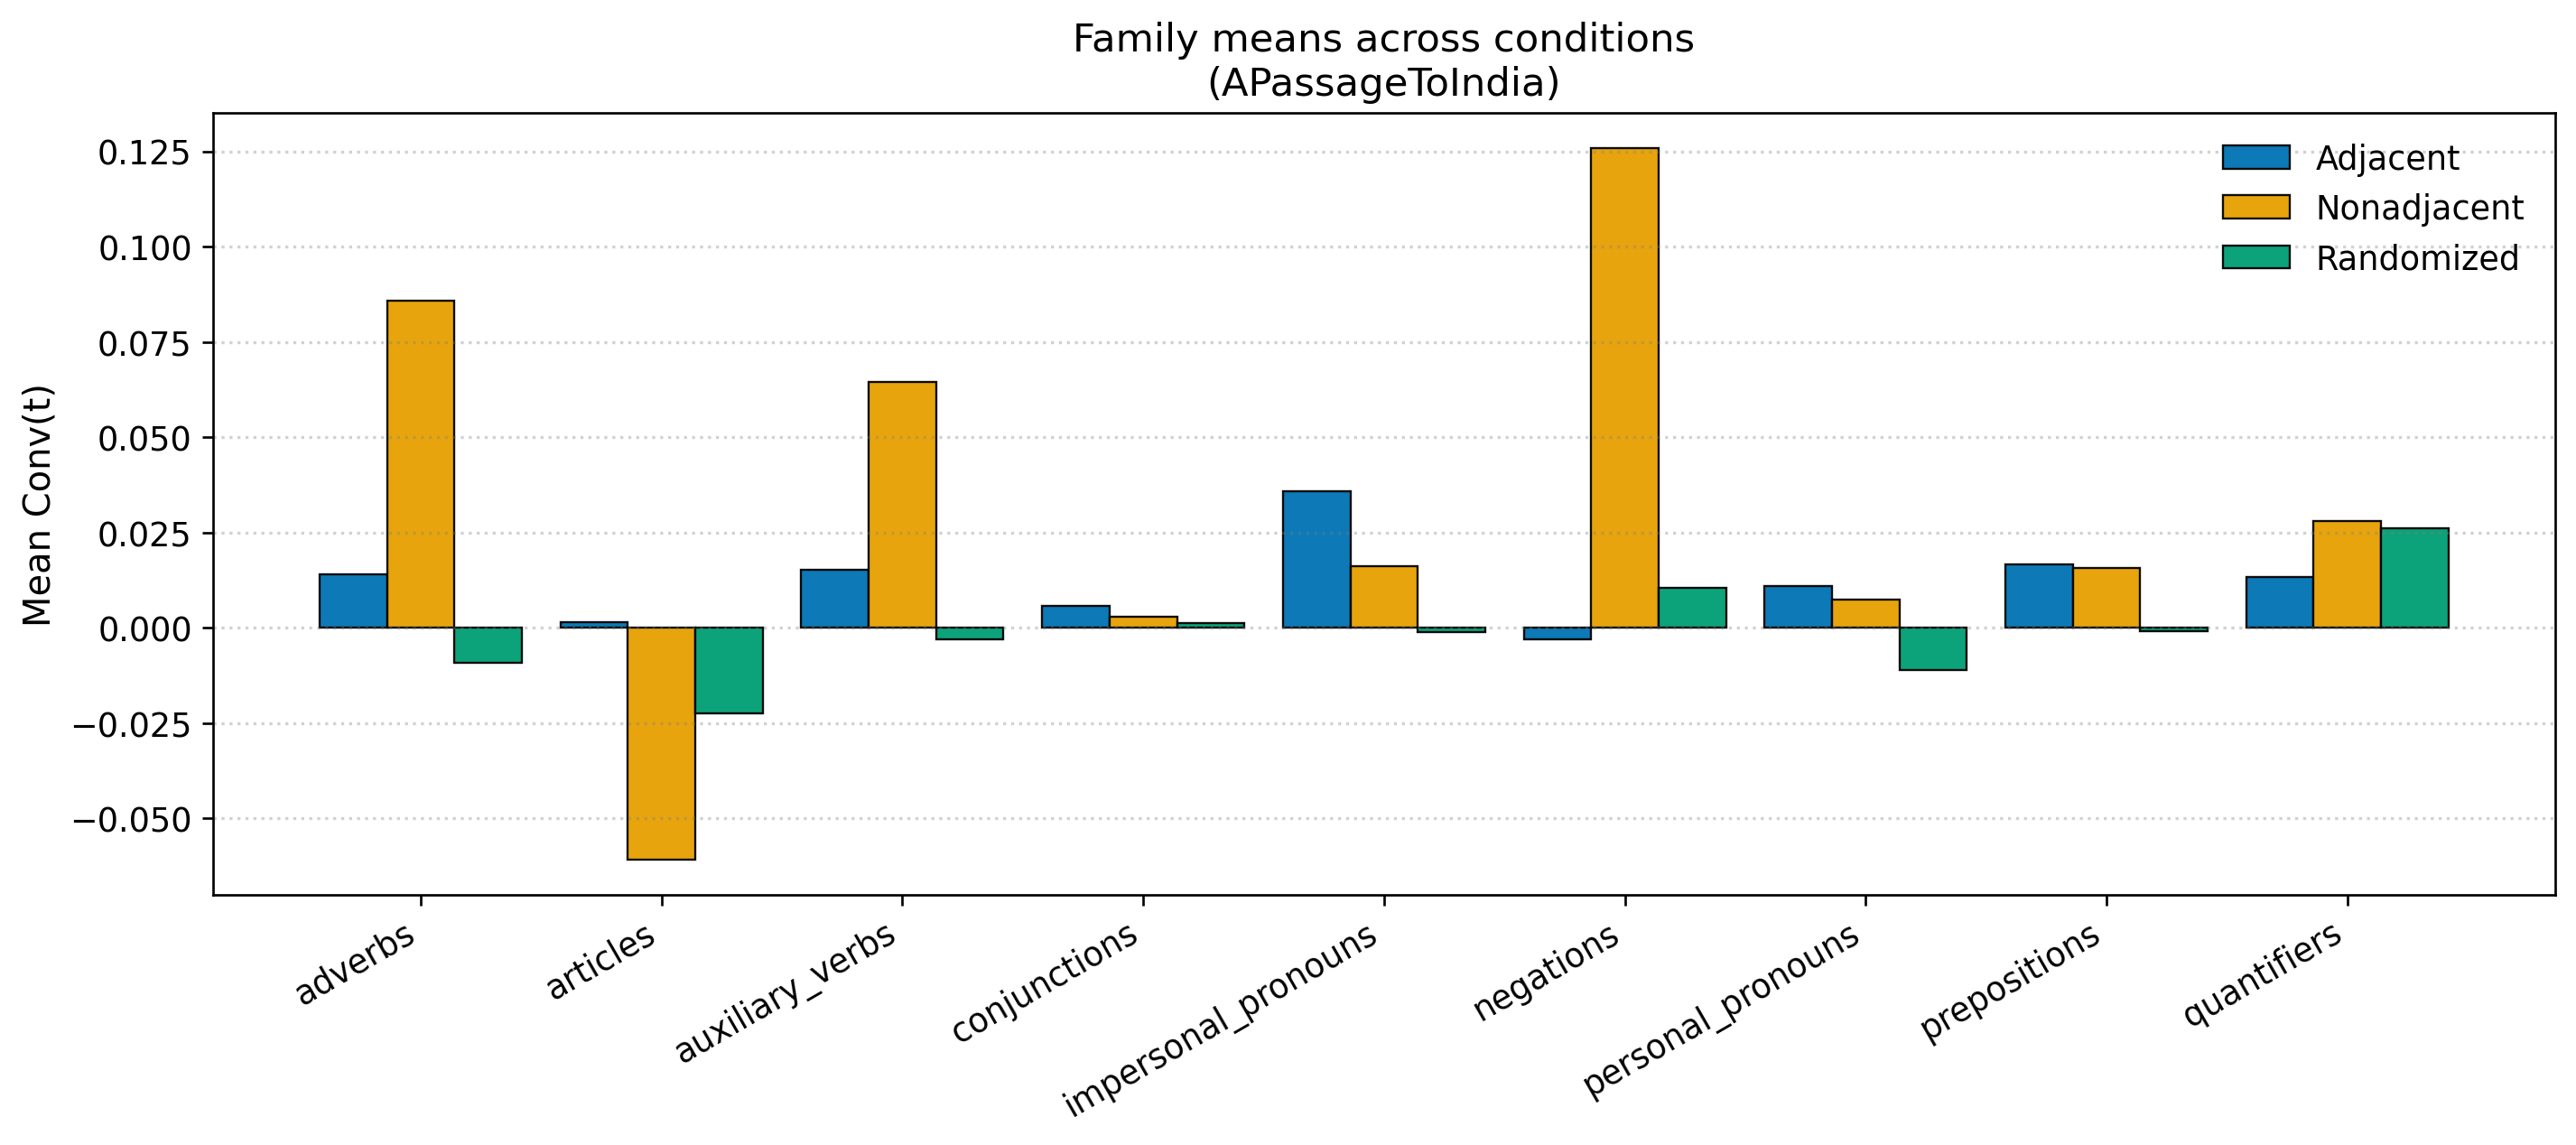 Family means across conditions
(APassageToIndia)
Mean Conv(t)
0.125
0.100
0.075
0.050
0.025
0.000
−0.025
−0.050
Adjacent
Nonadjacent
Randomized
adverbs
articles
auxiliary_verbs
conjunctions
impersonal_pronouns
negations
personal_pronouns
prepositions
quantifiers